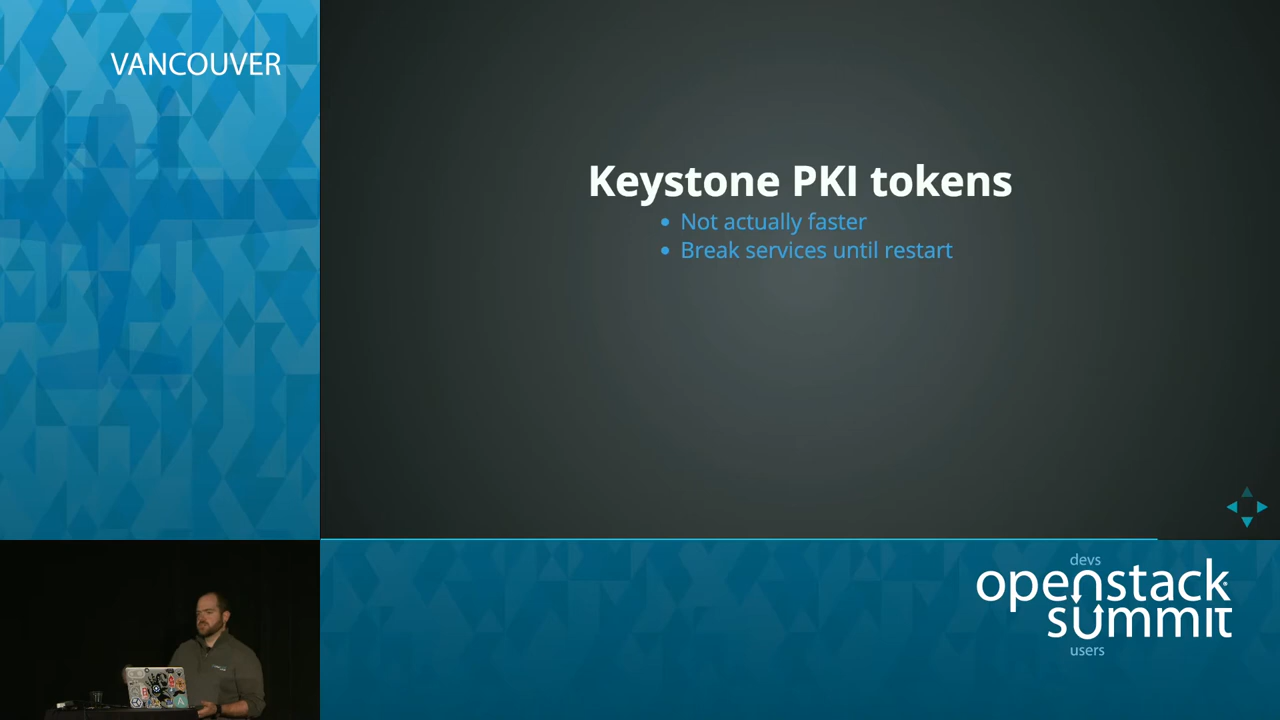 VANCOUVER
Keystone PKI tokens
Not actually faster
Break services until restart
devs
openstack
summit
users